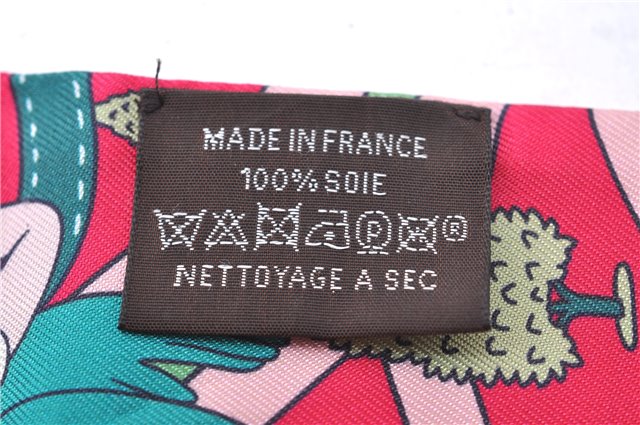 MADE IN FRANCE
100% SOIE
P ®
NETTOYAGE A SEC